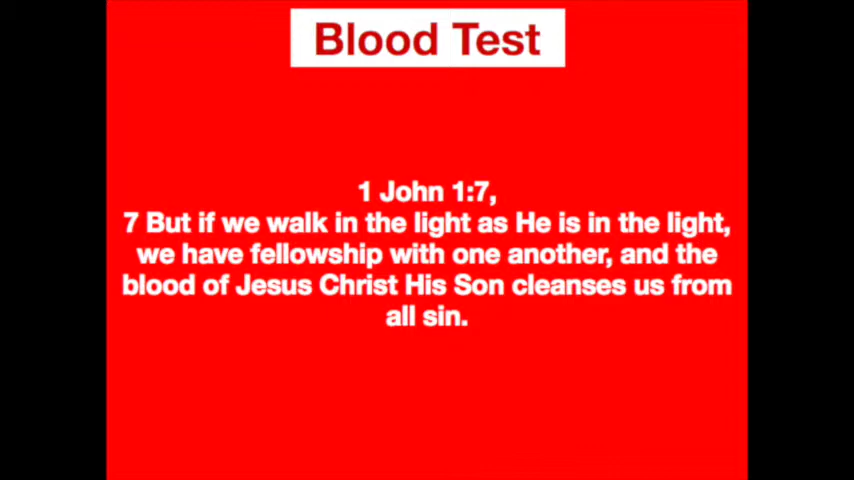 Blood Test
1 John 1:7,
7 But if we walk in the light as He is in the light,
we have fellowship with one another, and the
blood of Jesus Christ His Son cleanses us from
all sin.